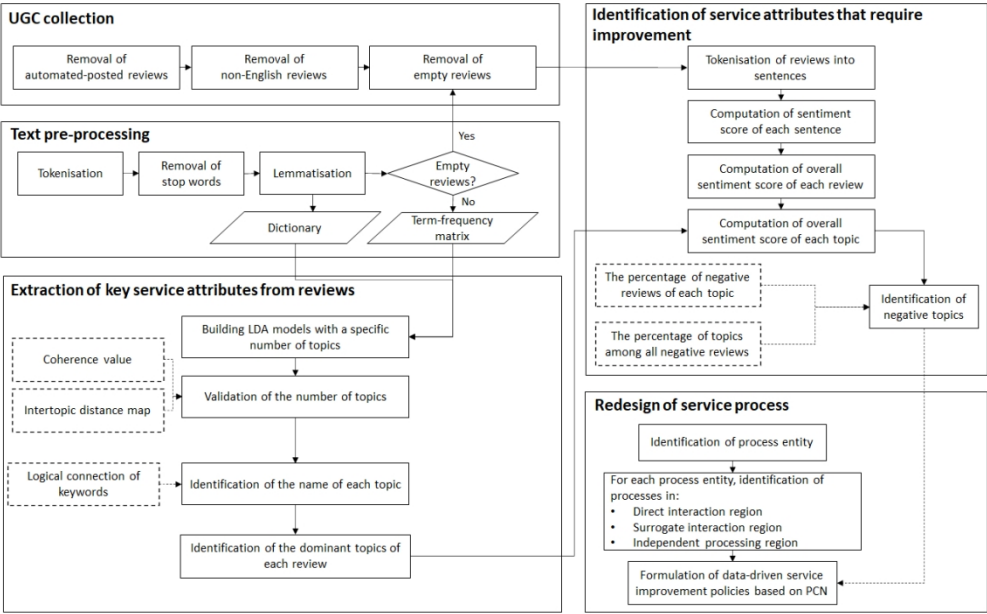 UGC collection
Removal of
automated-posted reviews
Removal of
non-English reviews
Removal of
empty reviews
Text pre-processing
Tokenisation
Removal of
stop words
Lemmatisation
Empty
reviews?
Yes
No
Dictionary
Term-frequency
matrix
Extraction of key service attributes from reviews
Building LDA models with a specific
number of topics
Coherence value
Intertopic distance map
Validation of the number of topics
Logical connection of
keywords
Identification of the name of each topic
Identification of the dominant topics of
each review
Identification of service attributes that require
improvement
Tokenisation of reviews into
sentences
Computation of sentiment
score of each sentence
Computation of overall
sentiment score of each review
Computation of overall
sentiment score of each topic
The percentage of negative
reviews of each topic
The percentage of topics
among all negative reviews
Identification of
negative topics
Redesign of service process
Identification of process entity
For each process entity, identification of
processes in:
• Direct interaction region
• Surrogate interaction region
• Independent processing region
Formulation of data-driven service
improvement policies based on PCN